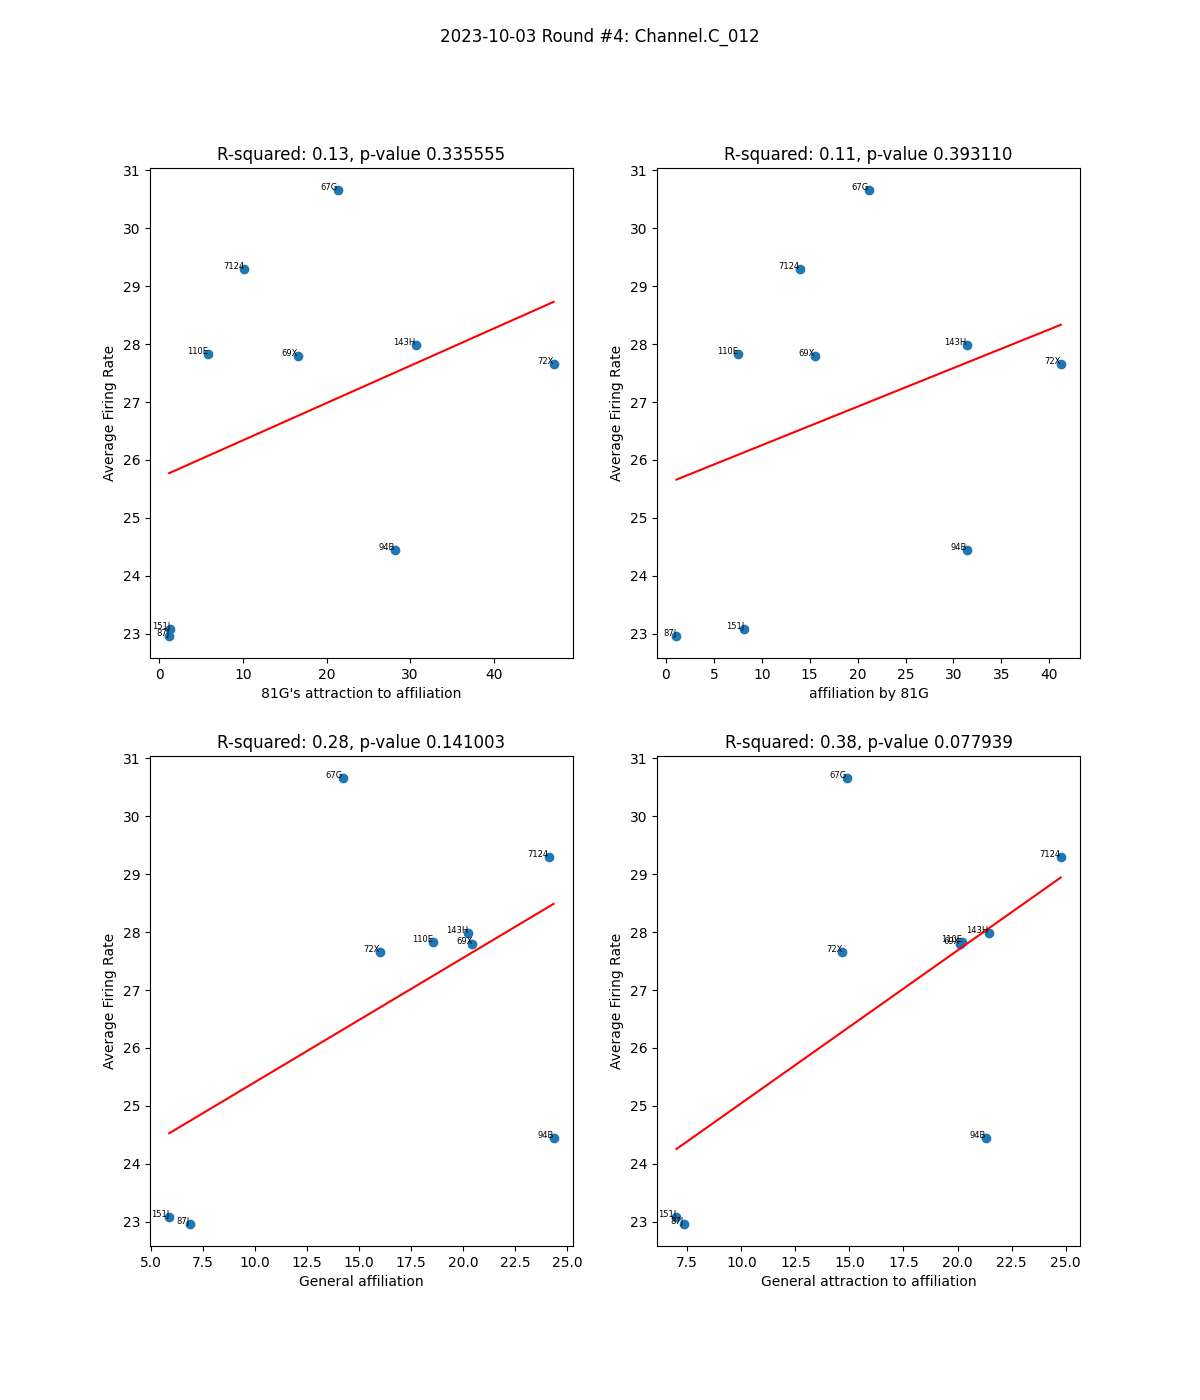 2023-10-03 Round #4: Channel.C_012
R-squared: 0.13, p-value 0.335555
31
30
29
28
27
26
25
24
23
Average Firing Rate
67G
7124
110E
69X
143H
72X
94B
151J
87J
0 10 20 30 40
81G's attraction to affiliation
R-squared: 0.11, p-value 0.393110
31
30
29
28
27
26
25
24
23
Average Firing Rate
67G
7124
110E
69X
143H
72X
94B
151J
87J
0 5 10 15 20 25 30 35 40
affiliation by 81G
R-squared: 0.28, p-value 0.141003
31
30
29
28
27
26
25
24
23
Average Firing Rate
67G
7124
143H
110E
69X
72X
94B
151J
87J
5.0 7.5 10.0 12.5 15.0 17.5 20.0 22.5 25.0
General affiliation
R-squared: 0.38, p-value 0.077939
31
30
29
28
27
26
25
24
23
Average Firing Rate
67G
7124
143H
110E
69X
72X
94B
151J
87J
7.5 10.0 12.5 15.0 17.5 20.0 22.5 25.0
General attraction to affiliation